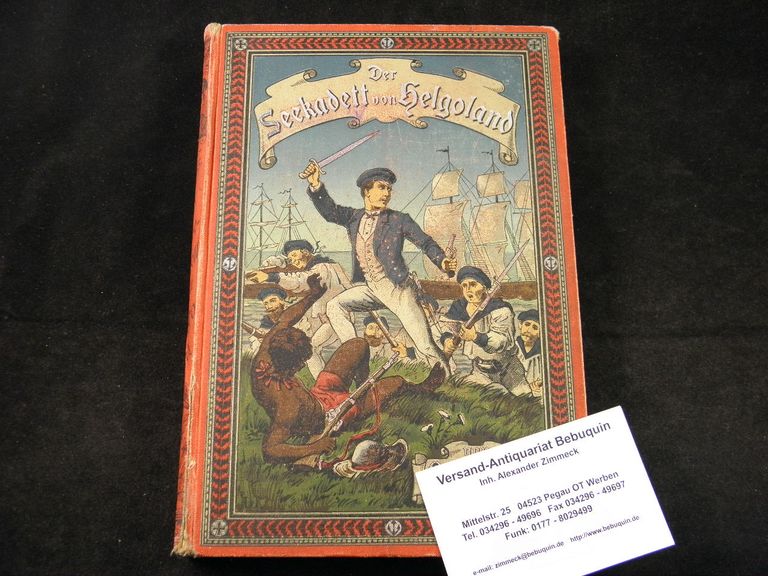 Der
Seekadett von Helgoland
Versand-Antiquariat Bebuquin
Inh. Alexander Zimmeck
Mittelstr. 25 04523 Pegau OT Werben
Tel. 034296 - 49696 Fax 034296 - 49697
Funk: 0177 - 8029499
e-mail: zimmeck@bebuquin.de http://www.bebuquin.de